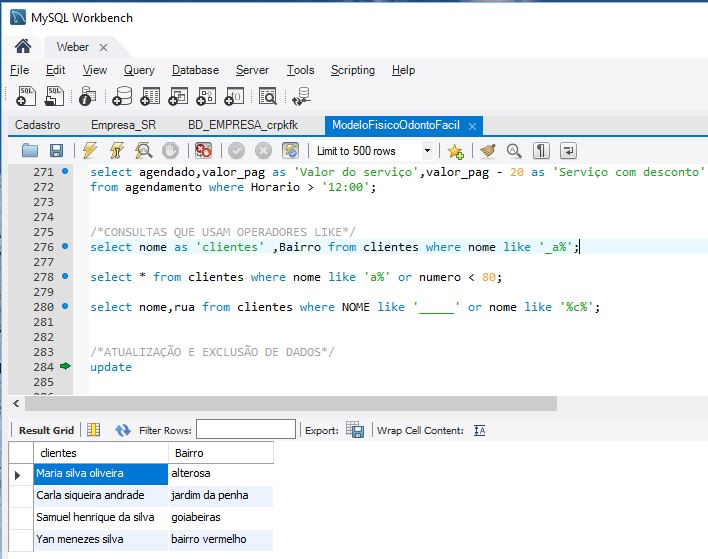 MySQL Workbench
Weber
File Edit View Query Database Server Tools Scripting Help
SQL SQL
Cadastro Empresa_SR BD_EMPRESA_crpkfk ModeloFisicoOdontoFacil
Limit to 500 rows
271 select agendado,valor_pag as 'Valor do serviço',valor_pag - 20 as 'Serviço com desconto'
272 from agendamento where Horario > '12:00';
273
274
275 /*CONSULTAS QUE USAM OPERADORES LIKE*/
276 select nome as 'clientes' ,Bairro from clientes where nome like '_a%';
277
278 select * from clientes where nome like 'a%' or numero < 80;
279
280 select nome,rua from clientes where NOME like '_____' or nome like '%c%';
281
282
283 /*ATUALIZAÇÃO E EXCLUSÃO DE DADOS*/
284 update
285
Result Grid Filter Rows: Export: Wrap Cell Content:
clientes Bairro
Maria silva oliveira alterosa
Carla siqueira andrade jardim da penha
Samuel henrique da silva goiabeiras
Yan menezes silva bairro vermelho